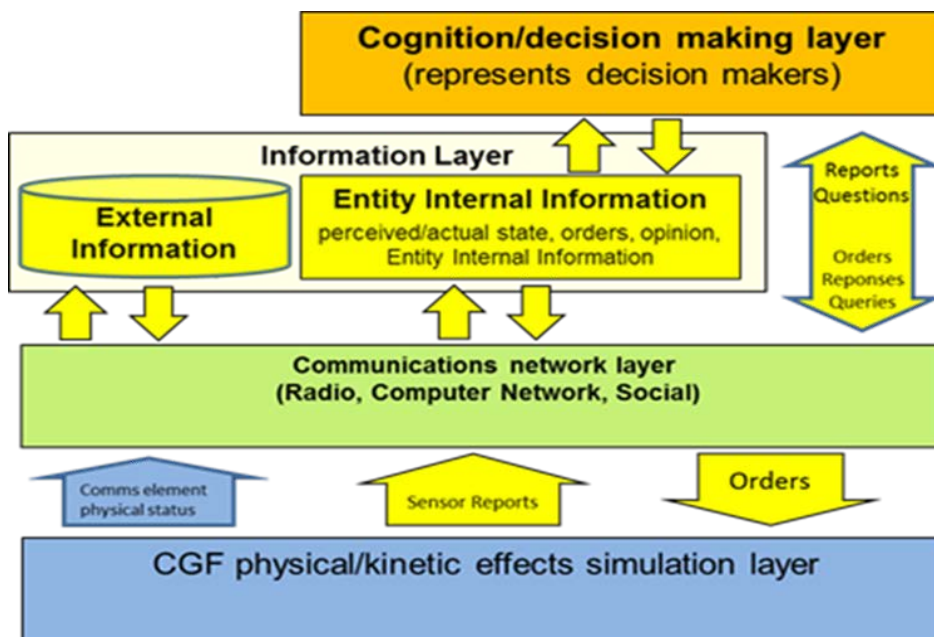 Cognition/decision making layer
(represents decision makers)
Information Layer
External
Information
Entity Internal Information
perceived/actual state, orders, opinion,
Entity Internal Information
Reports
Questions
Orders
Reponses
Queries
Communications network layer
(Radio, Computer Network, Social)
Comms element
physical status
Sensor Reports
Orders
CGF physical/kinetic effects simulation layer